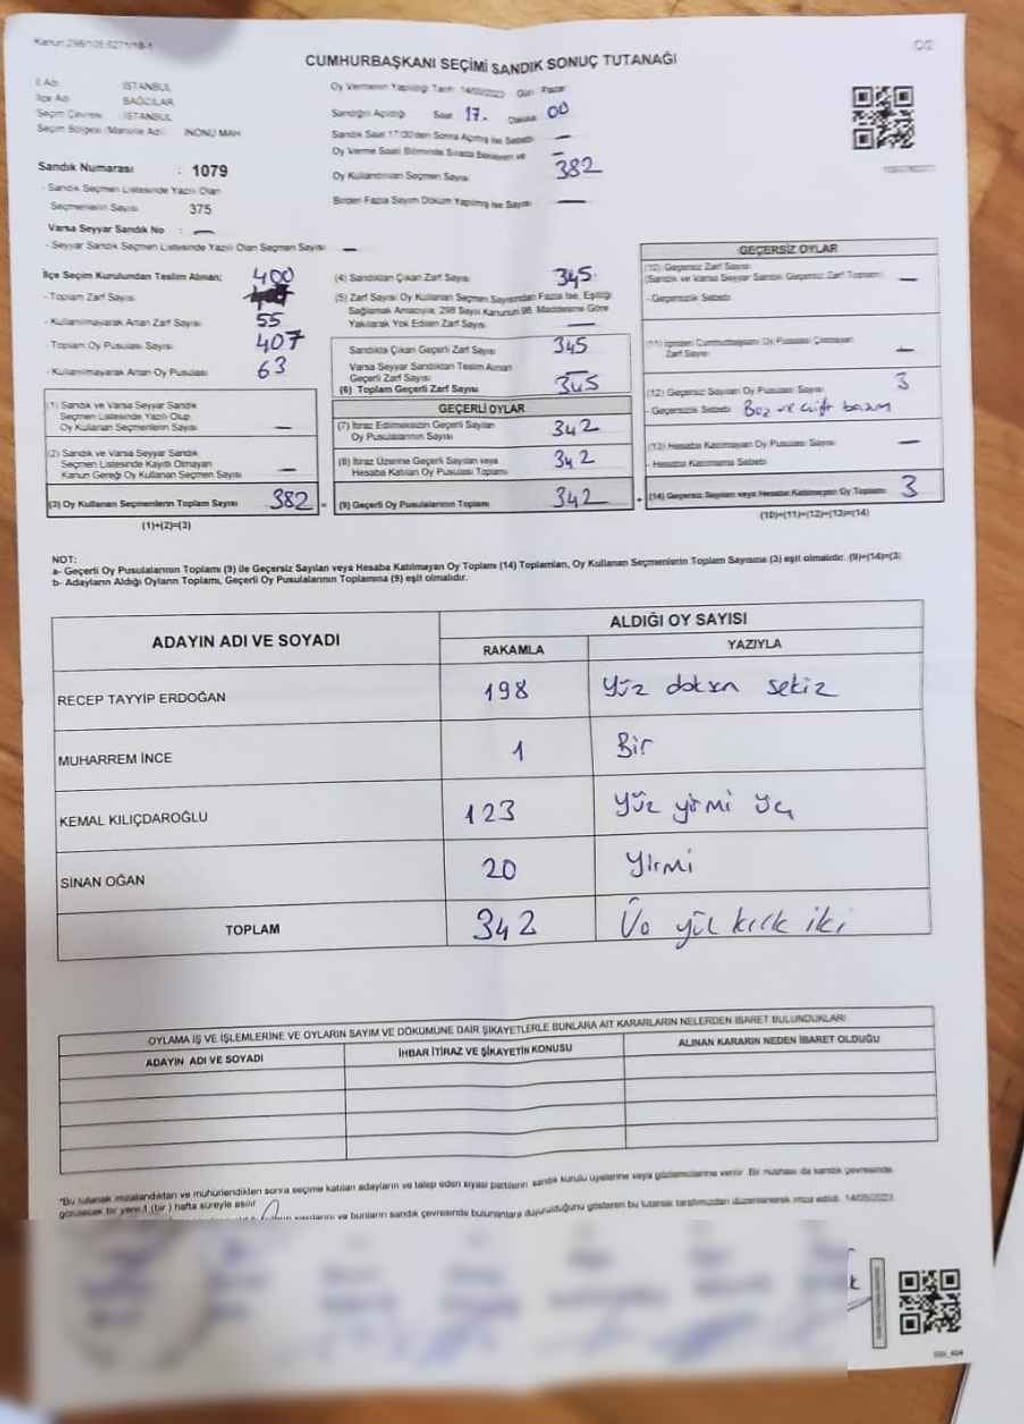 Kanun:298/105 5271/18-1
CUMHURBAŞKANI SEÇİMİ SANDIK SONUÇ TUTANAĞI
İl Adı : İSTANBUL
İlçe Adı : BAĞCILAR
Seçim Çevresi : İSTANBUL
Seçim Bölgesi (Mahalle Adı) : İNÖNÜ MAH
Sandık Numarası : 1079
- Sandık Seçmen Listesinde Yazılı Olan
Seçmenlerin Sayısı 375
Varsa Seyyar Sandık No : —
- Seyyar Sandık Seçmen Listesinde Yazılı Olan Seçmen Sayısı —
Oy Vermenin Yapıldığı Tarih 14/05/2023 Gün Pazar
Sandığın Açıldığı Saat 17. Dakika 00
Sandık Saat 17:00'den Sonra Açılmış İse Sebebi —
Oy Verme Saati Bitiminde Sırada Bekleyen ve —
Oy Kullandırılan Seçmen Sayısı 382
Birden Fazla Sayım Döküm Yapılmış İse Sayısı —
İlçe Seçim Kurulundan Teslim Alınan; 400
- Toplam Zarf Sayısı
- Kullanılmayarak Artan Zarf Sayısı 55
- Toplam Oy Pusulası Sayısı 407
- Kullanılmayarak Artan Oy Pusulası 63
(1) Sandık ve Varsa Seyyar Sandık
Seçmen Listesinde Yazılı Olup
Oy Kullanan Seçmenlerin Sayısı —
(2) Sandık ve Varsa Seyyar Sandık
Seçmen Listesinde Kayıtlı Olmayan
Kanun Gereği Oy Kullanan Seçmenlerin Sayısı —
(3) Oy Kullanan Seçmenlerin Toplam Sayısı 382
(1)+(2)=(3)
(4) Sandıktan Çıkan Zarf Sayısı 345
(5) Zarf Sayısı Oy Kullanan Seçmen Sayısından Fazla İse, Eşitliği
Sağlamak Amacıyla; 298 Sayılı Kanunun 98. Maddesine Göre
Yakılarak Yok Edilen Zarf Sayısı —
Sandıkta Çıkan Geçerli Zarf Sayısı 345
Varsa Seyyar Sandıktan Teslim Alınan
Geçerli Zarf Sayısı
(6) Toplam Geçerli Zarf Sayısı 345
GEÇERLİ OYLAR
(7) İtiraz Edilmeksizin Geçerli Sayılan
Oy Pusulalarının Sayısı 342
(8) İtiraz Üzerine Geçerli Sayılan veya
Hesaba Katılan Oy Pusulası Toplamı 342
(9) Geçerli Oy Pusulalarının Toplamı 342
GEÇERSİZ OYLAR
(10) Geçersiz Zarf Sayısı
(Sandık ve Varsa Seyyar Sandık Geçersiz Zarf Toplamı) —
- Geçersizlik Sebebi
(11) İçinden Cumhurbaşkanı Oy Pusulası Çıkmayan
Zarf Sayısı —
(12) Geçersiz Sayılan Oy Pusulası Sayısı 3
- Geçersizlik Sebebi Boz ve çift basım
(13) Hesaba Katılmayan Oy Pusulası Sayısı —
- Hesaba Katılmama Sebebi
(14) Geçersiz Sayılan veya Hesaba Katılmayan Oy Toplamı 3
(10)+(11)+(12)+(13)=(14)
NOT:
a- Geçerli Oy Pusulalarının Toplamı (9) ile Geçersiz Sayılan veya Hesaba Katılmayan Oy Toplamı (14) Toplamları, Oy Kullanan Seçmenlerin Toplam Sayısına (3) eşit olmalıdır. (9)+(14)=(3)
b- Adayların Aldığı Oyların Toplamı, Geçerli Oy Pusulalarının Toplamına (9) eşit olmalıdır.
ADAYIN ADI VE SOYADI ALDIĞI OY SAYISI
RAKAMLA YAZIYLA
RECEP TAYYİP ERDOĞAN 198 Yüz doksan sekiz
MUHARREM İNCE 1 Bir
KEMAL KILIÇDAROĞLU 123 Yüz yirmi üç
SİNAN OĞAN 20 Yirmi
TOPLAM 342 Üç yüz kırk iki
OYLAMA İŞ VE İŞLEMLERİNE VE OYLARIN SAYIM VE DÖKÜMÜNE DAİR ŞİKAYETLERLE BUNLARA AİT KARARLARIN NELERDEN İBARET BULUNDUKLARI
ADAYIN ADI VE SOYADI İHBAR İTİRAZ VE ŞİKAYETİN KONUSU ALINAN KARARIN NEDEN İBARET OLDUĞU
"Bu tutanak imzalandıktan ve mühürlendikten sonra seçime katılan adayların ve talep eden siyasi partilerin sandık kurulu üyelerine veya gözlemcilerine verilir. Bir nüshası da sandık çevresinde
görülecek bir yere 1 (bir ) hafta süreyle asılır.
ve bunların sandık çevresinde bulunanlara duyurulduğunu gösteren bu tutanak tarafımızdan düzenlenerek imza edildi. 14/05/2023